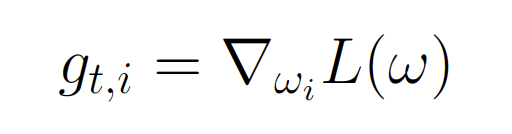 g_{t,i} = ∇_{ω_i} L(ω)